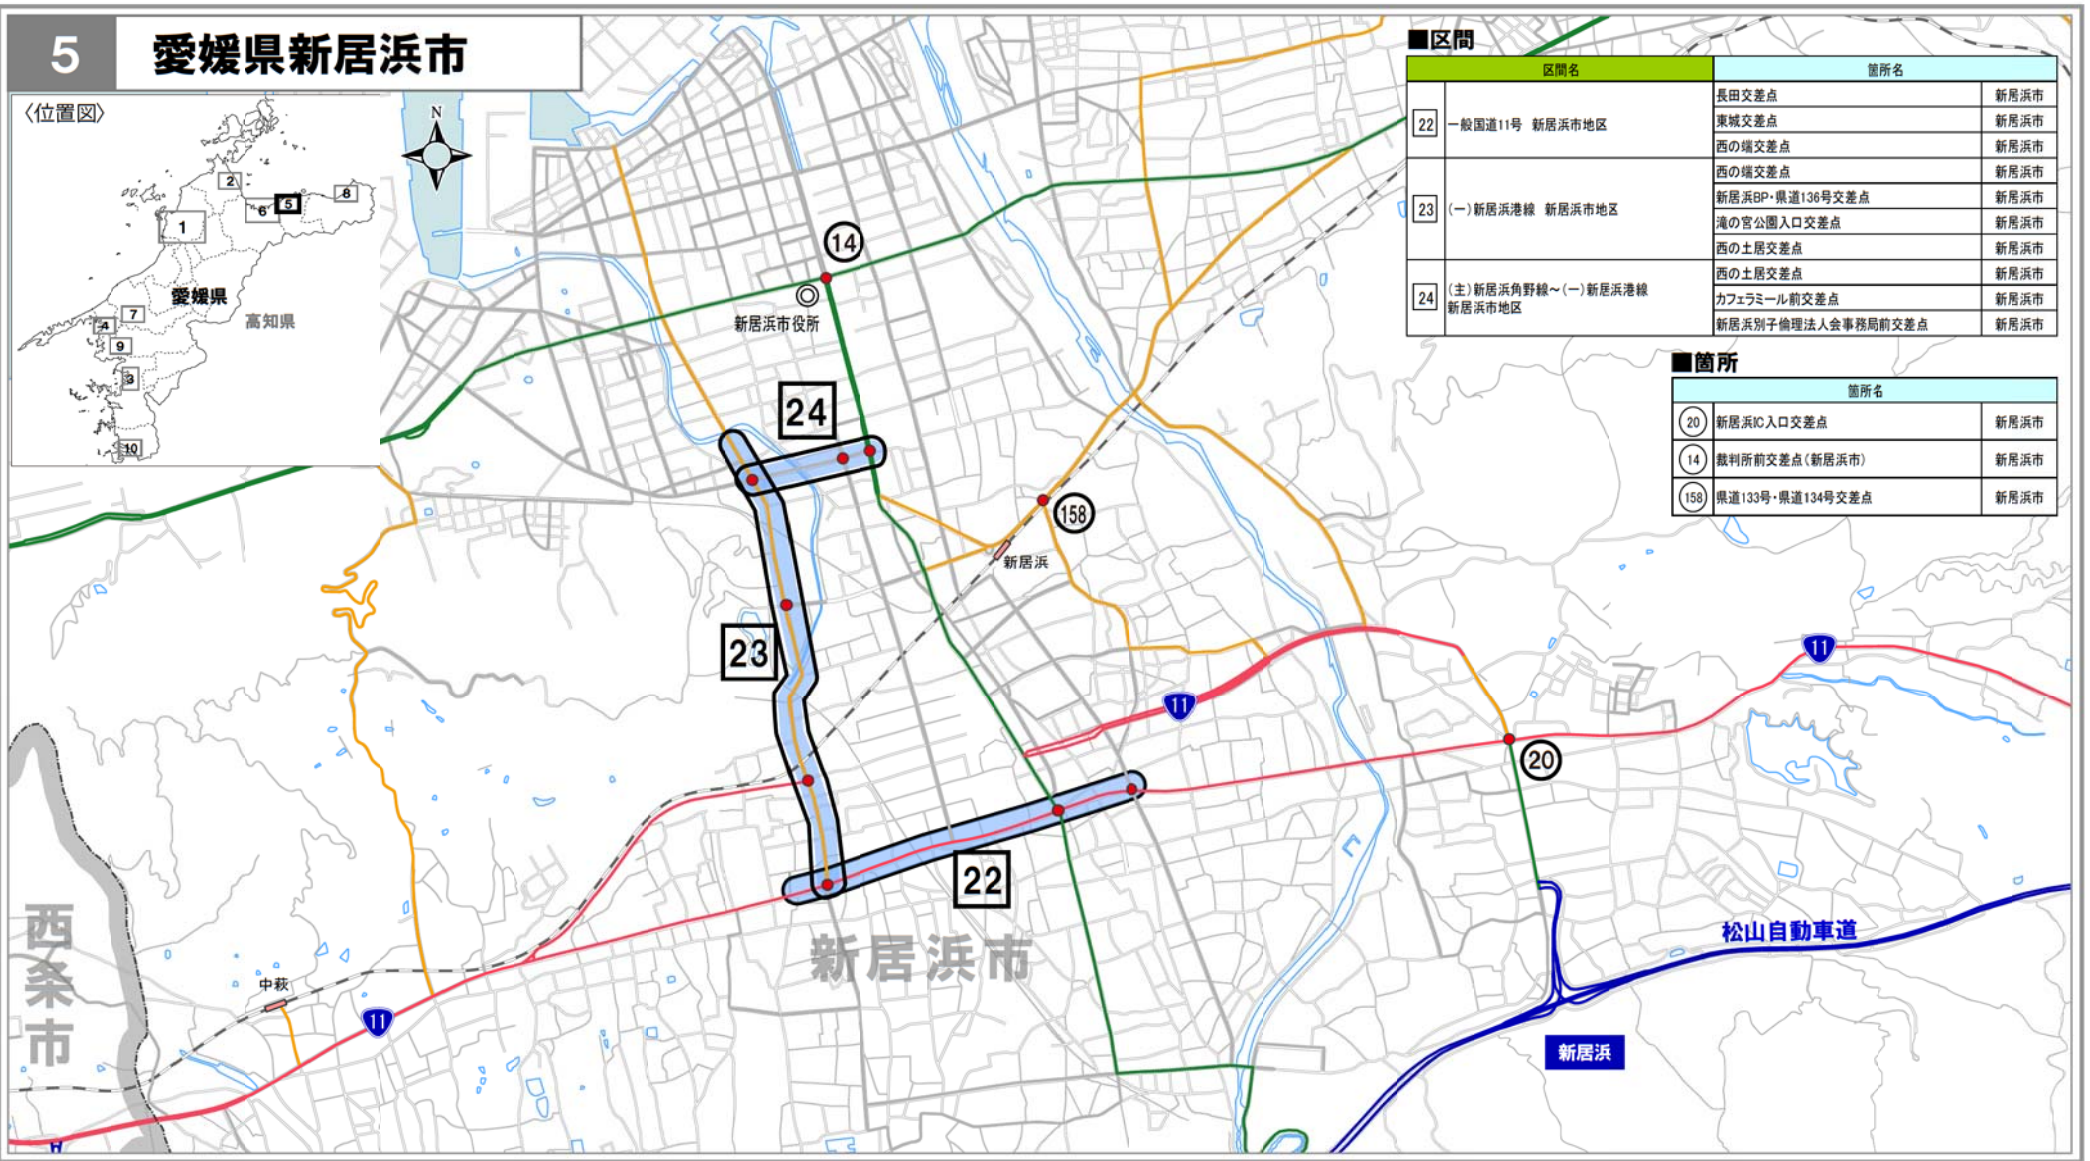 5
愛媛県新居浜市
〈位置図〉
N
2
8
5
6
1
愛媛県
高知県
7
4
9
3
10
■区間
区間名 箇所名
22 一般国道11号 新居浜市地区
長田交差点 新居浜市
東城交差点 新居浜市
西の端交差点 新居浜市
23 (一)新居浜港線 新居浜市地区
西の端交差点 新居浜市
新居浜BP・県道136号交差点 新居浜市
滝の宮公園入口交差点 新居浜市
西の土居交差点 新居浜市
24 (主)新居浜角野線～(一)新居浜港線
新居浜市地区
西の土居交差点 新居浜市
カフェラミール前交差点 新居浜市
新居浜別子倫理法人会事務局前交差点 新居浜市
■箇所
箇所名
20 新居浜IC入口交差点 新居浜市
14 裁判所前交差点(新居浜市) 新居浜市
158 県道133号・県道134号交差点 新居浜市
14
新居浜市役所
24
158
新居浜
23
11
11
20
22
新居浜市
松山自動車道
新居浜
西条市
中萩
11